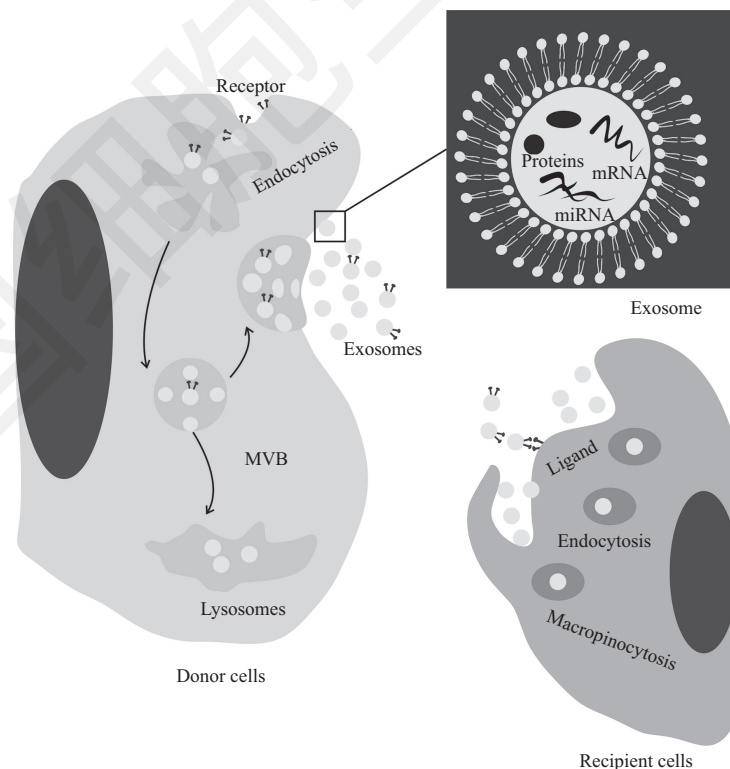 Receptor
Endocytosis
Proteins
mRNA
miRNA
Exosome
Exosomes
MVB
Lysosomes
Donor cells
Ligand
Endocytosis
Macropinocytosis
Recipient cells